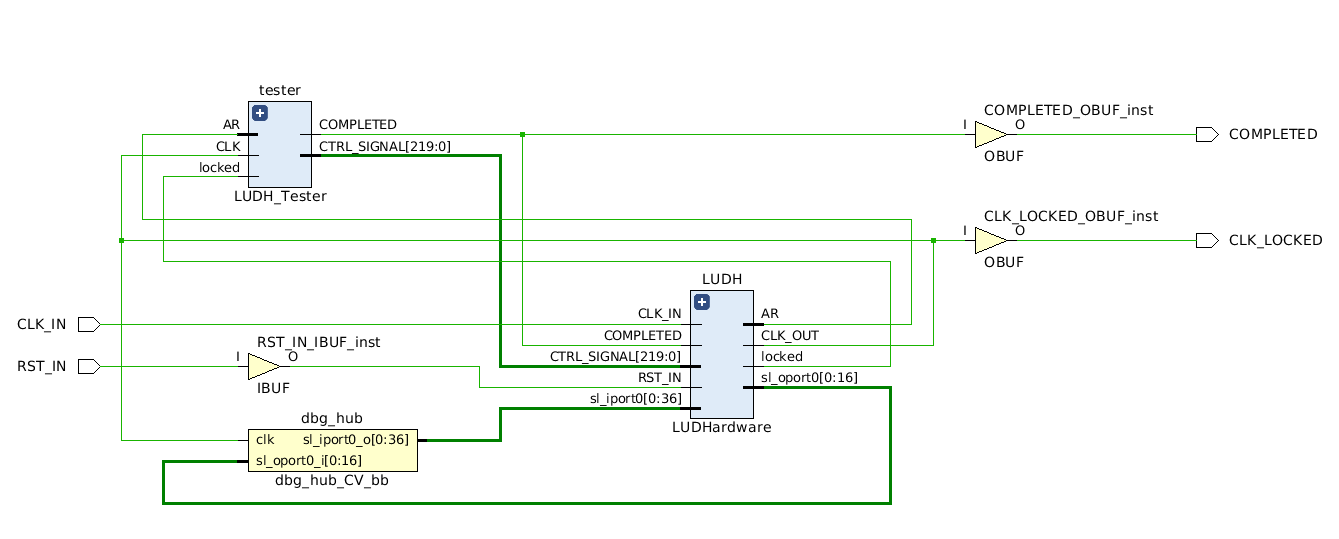 tester
AR
CLK
locked
COMPLETED
CTRL_SIGNAL[219:0]
LUDH_Tester
COMPLETED_OBUF_inst
I
O
OBUF
COMPLETED
CLK_LOCKED_OBUF_inst
I
O
OBUF
CLK_LOCKED
CLK_IN
RST_IN
RST_IN_IBUF_inst
I
O
IBUF
LUDH
CLK_IN
COMPLETED
CTRL_SIGNAL[219:0]
RST_IN
sl_iport0[0:36]
AR
CLK_OUT
locked
sl_oport0[0:16]
LUDHardware
dbg_hub
clk sl_iport0_o[0:36]
sl_oport0_i[0:16]
dbg_hub_CV_bb